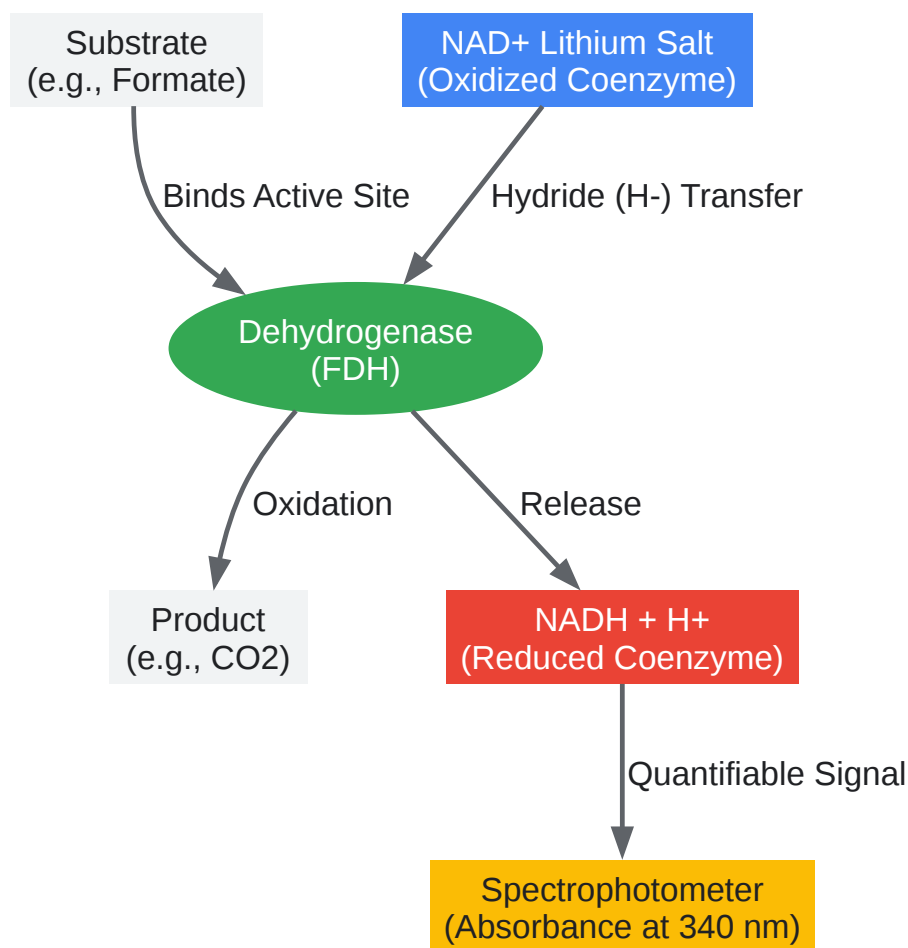 Substrate
(e.g., Formate)
NAD+ Lithium Salt
(Oxidized Coenzyme)
Binds Active Site
Hydride (H-) Transfer
Dehydrogenase
(FDH)
Oxidation
Release
Product
(e.g., CO2)
NADH + H+
(Reduced Coenzyme)
Quantifiable Signal
Spectrophotometer
(Absorbance at 340 nm)